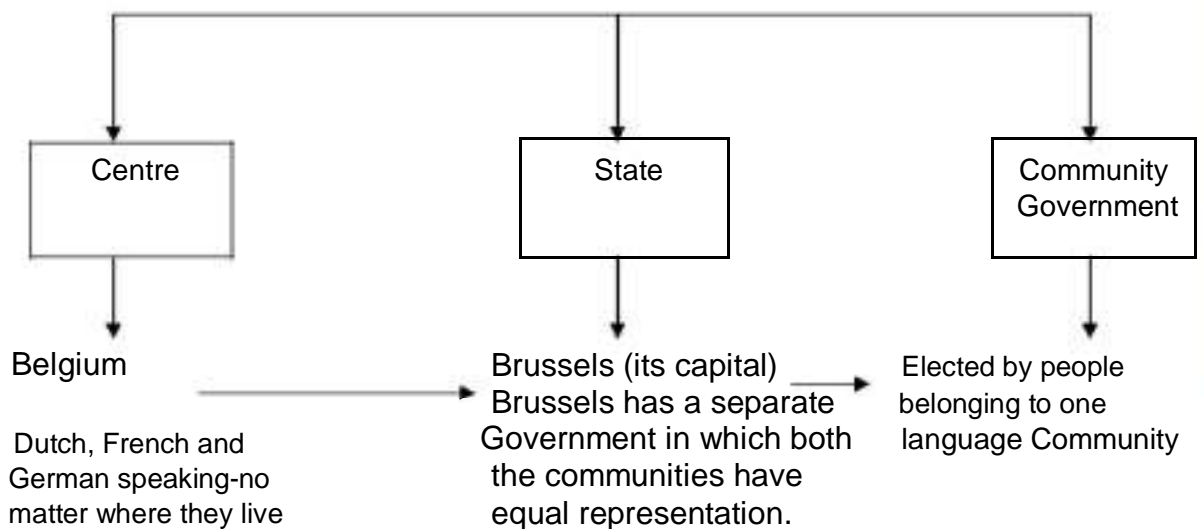 Centre
State
Community
Government
Belgium
Dutch, French and
German speaking-no
matter where they live
Brussels (its capital)
Brussels has a separate
Government in which both
the communities have
equal representation.
Elected by people
belonging to one
language Community